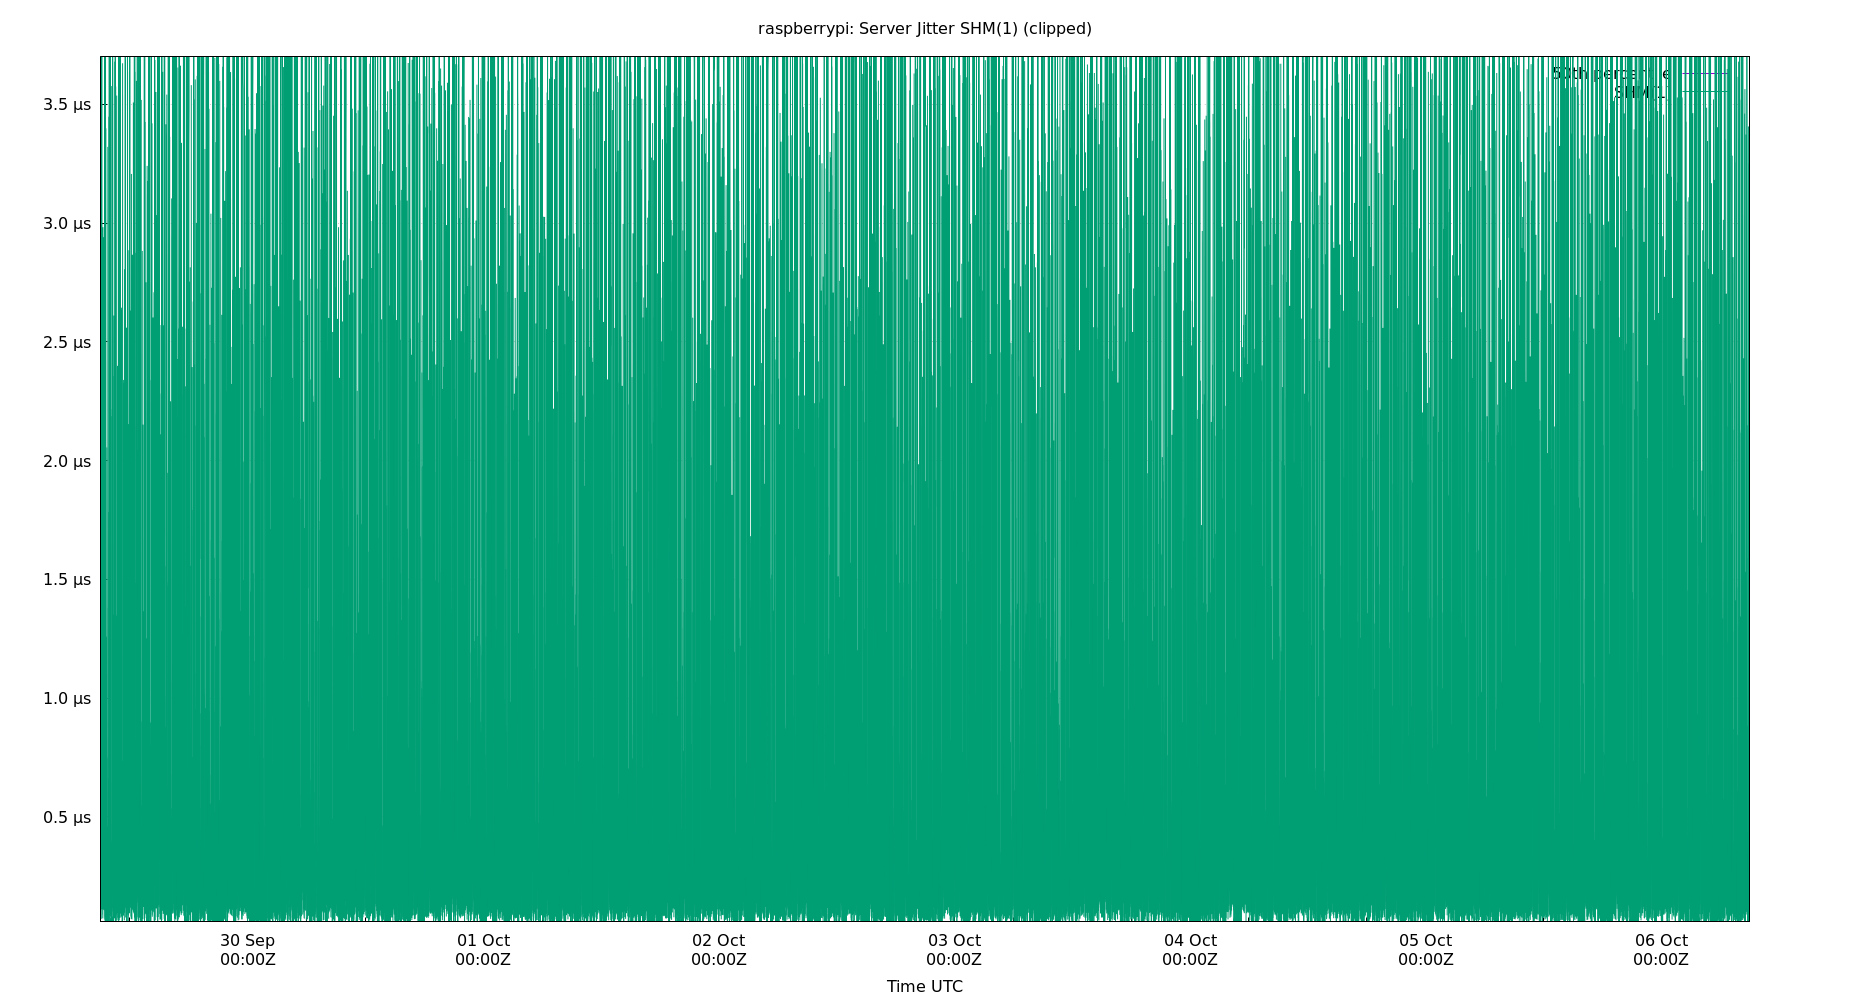 raspberrypi: Server Jitter SHM(1) (clipped)
3.5 µs
3.0 µs
2.5 µs
2.0 µs
1.5 µs
1.0 µs
0.5 µs
30 Sep 01 Oct 02 Oct 03 Oct 04 Oct 05 Oct 06 Oct
00:00Z 00:00Z 00:00Z 00:00Z 00:00Z 00:00Z 00:00Z
Time UTC